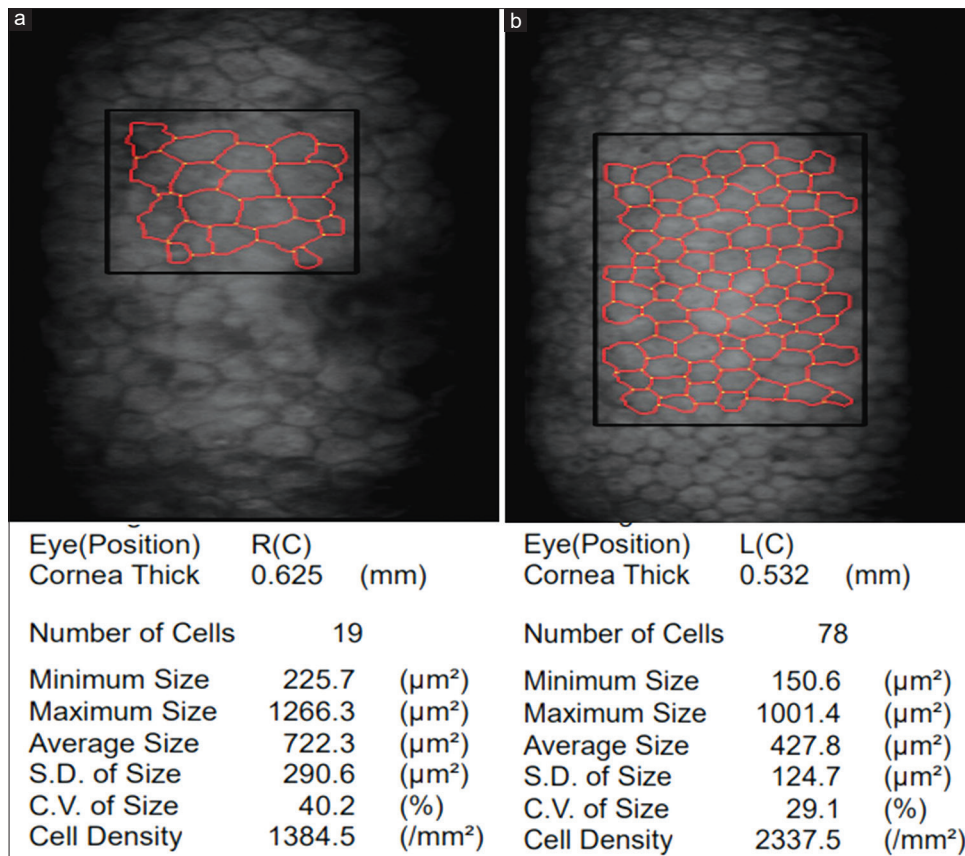 a
b
Eye(Position) R(C)
Cornea Thick 0.625 (mm)
Number of Cells 19
Minimum Size 225.7 (µm²)
Maximum Size 1266.3 (µm²)
Average Size 722.3 (µm²)
S.D. of Size 290.6 (µm²)
C.V. of Size 40.2 (%)
Cell Density 1384.5 (/mm²)
Eye(Position) L(C)
Cornea Thick 0.532 (mm)
Number of Cells 78
Minimum Size 150.6 (µm²)
Maximum Size 1001.4 (µm²)
Average Size 427.8 (µm²)
S.D. of Size 124.7 (µm²)
C.V. of Size 29.1 (%)
Cell Density 2337.5 (/mm²)